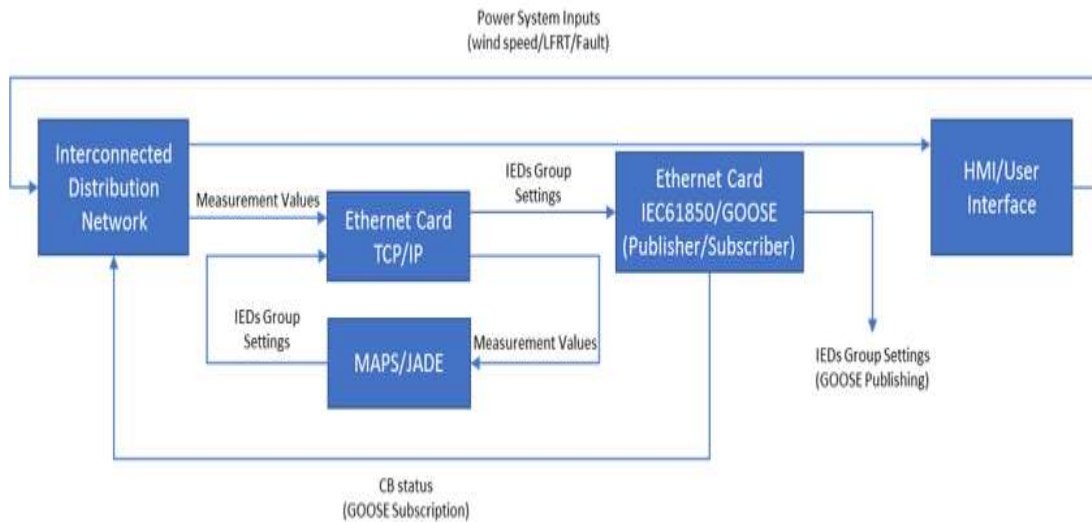 Power System Inputs
(wind speed/LFRT/Fault)
Interconnected
Distribution
Network
Measurement Values
Ethernet Card
TCP/IP
IEDs Group
Settings
Ethernet Card
IEC61850/GOOSE
(Publisher/Subscriber)
HMI/User
Interface
IEDs Group
Settings
MAPS/JADE
Measurement Values
IEDs Group Settings
(GOOSE Publishing)
CB status
(GOOSE Subscription)